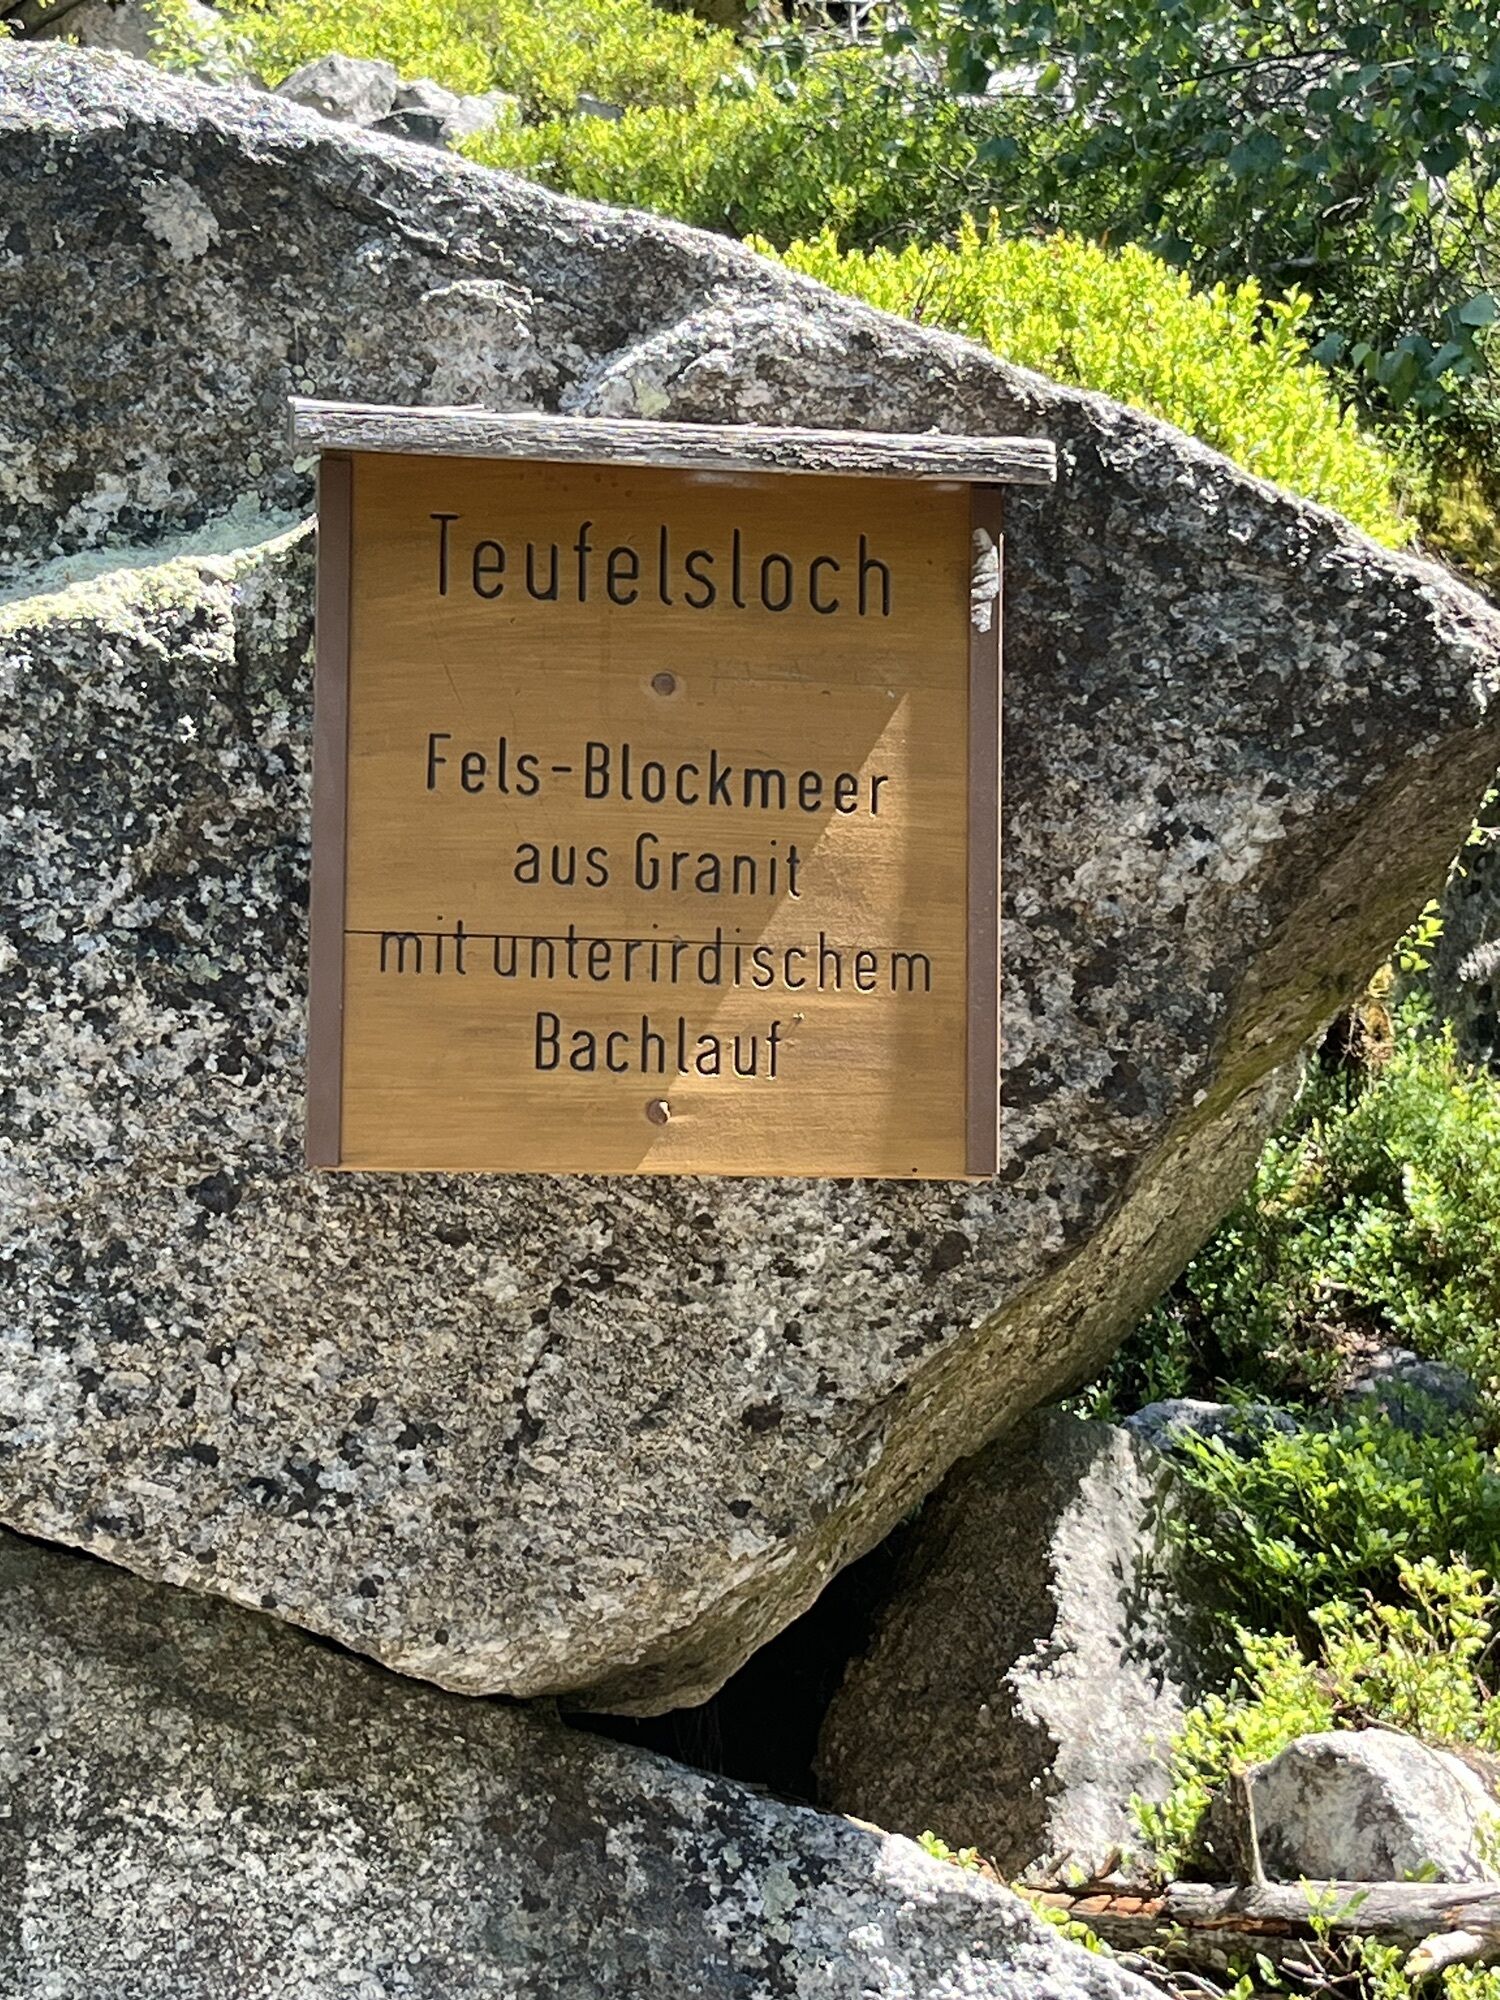 Teufelsloch
Fels-Blockmeer
aus Granit
mit unterirdischem
Bachlauf